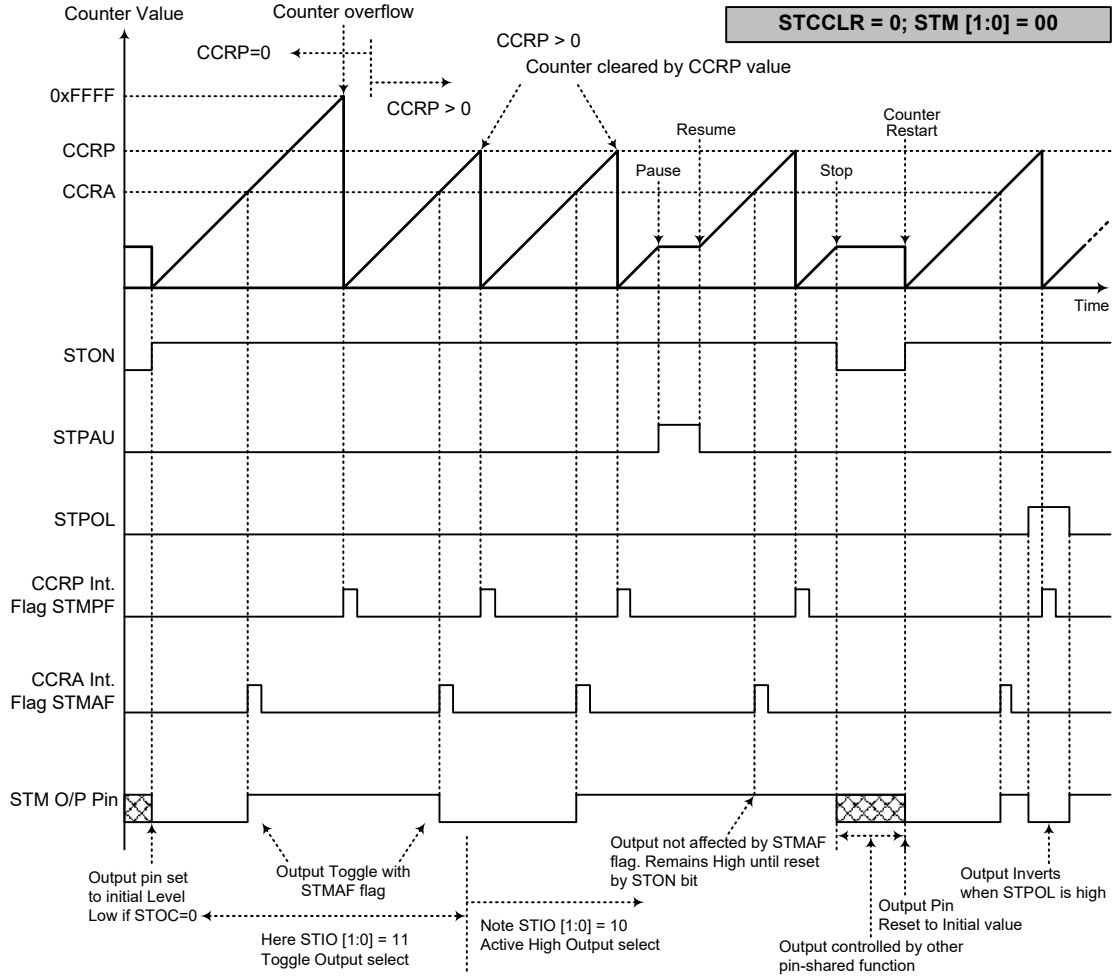 Counter Value
Counter overflow
STCCLR = 0; STM [1:0] = 00
CCRP=0
CCRP > 0
CCRP > 0
Counter cleared by CCRP value
0xFFFF
CCRP
CCRA
Pause
Resume
Stop
Counter
Restart
Time
STON
STPAU
STPOL
CCRP Int.
Flag STMPF
CCRA Int.
Flag STMAF
STM O/P Pin
Output pin set
to initial Level
Low if STOC=0
Output Toggle with
STMAF flag
Here STIO [1:0] = 11
Toggle Output select
Output not affected by STMAF
flag. Remains High until reset
by STON bit
Note STIO [1:0] = 10
Active High Output select
Output Pin
Reset to Initial value
Output controlled by other
pin-shared function
Output Inverts
when STPOL is high